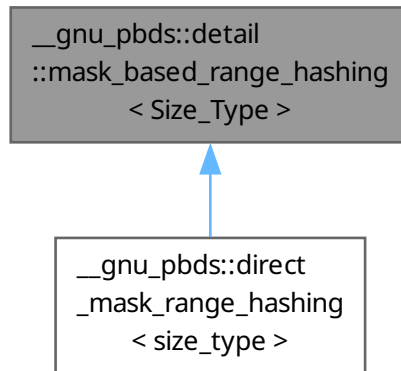 __gnu_pbds::detail
::mask_based_range_hashing
< Size_Type >
__gnu_pbds::direct
_mask_range_hashing
< size_type >